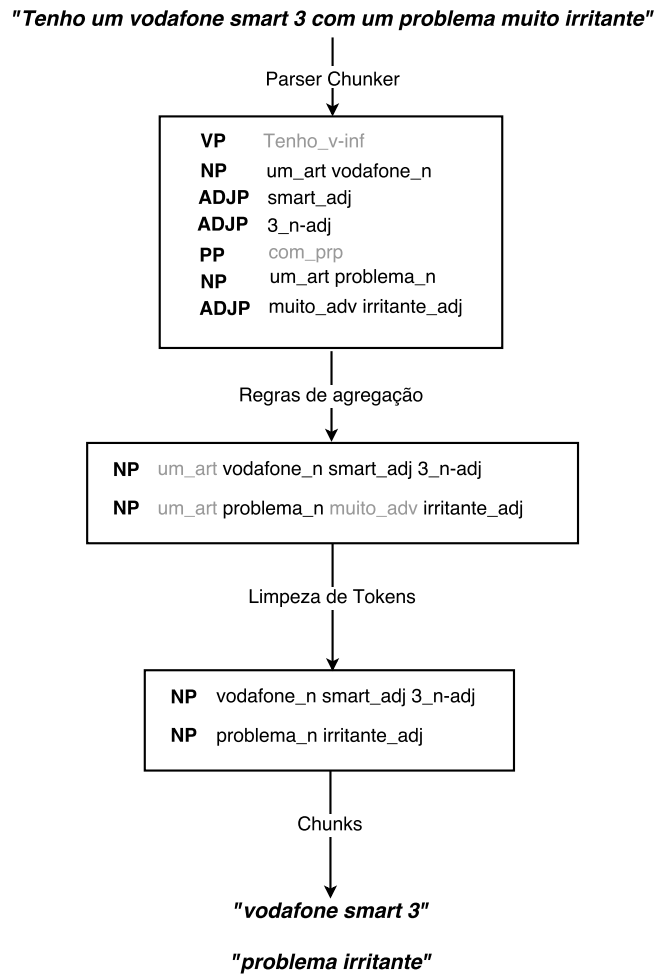 "Tenho um vodafone smart 3 com um problema muito irritante"
Parser Chunker
VP Tenho_v-inf
NP um_art vodafone_n
ADJP smart_adj
ADJP 3_n-adj
PP com_prp
NP um_art problema_n
ADJP muito_adv irritante_adj
Regras de agregação
NP um_art vodafone_n smart_adj 3_n-adj
NP um_art problema_n muito_adv irritante_adj
Limpeza de Tokens
NP vodafone_n smart_adj 3_n-adj
NP problema_n irritante_adj
Chunks
"vodafone smart 3"
"problema irritante"